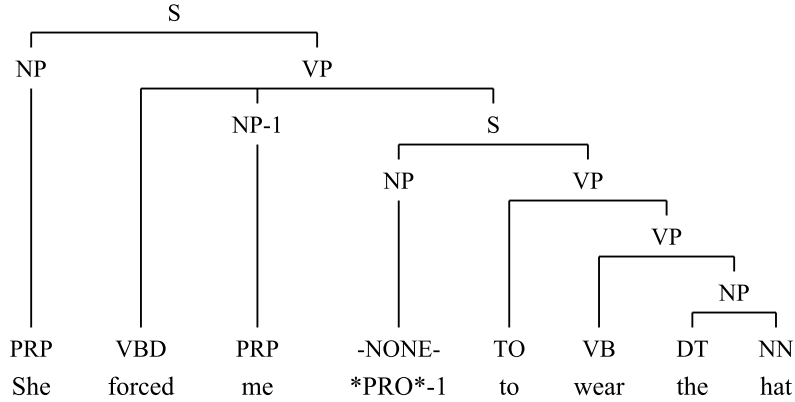 S
NP VP
NP-1 S
NP VP
VP
NP
PRP VBD PRP -NONE- TO VB DT NN
She forced me *PRO*-1 to wear the hat